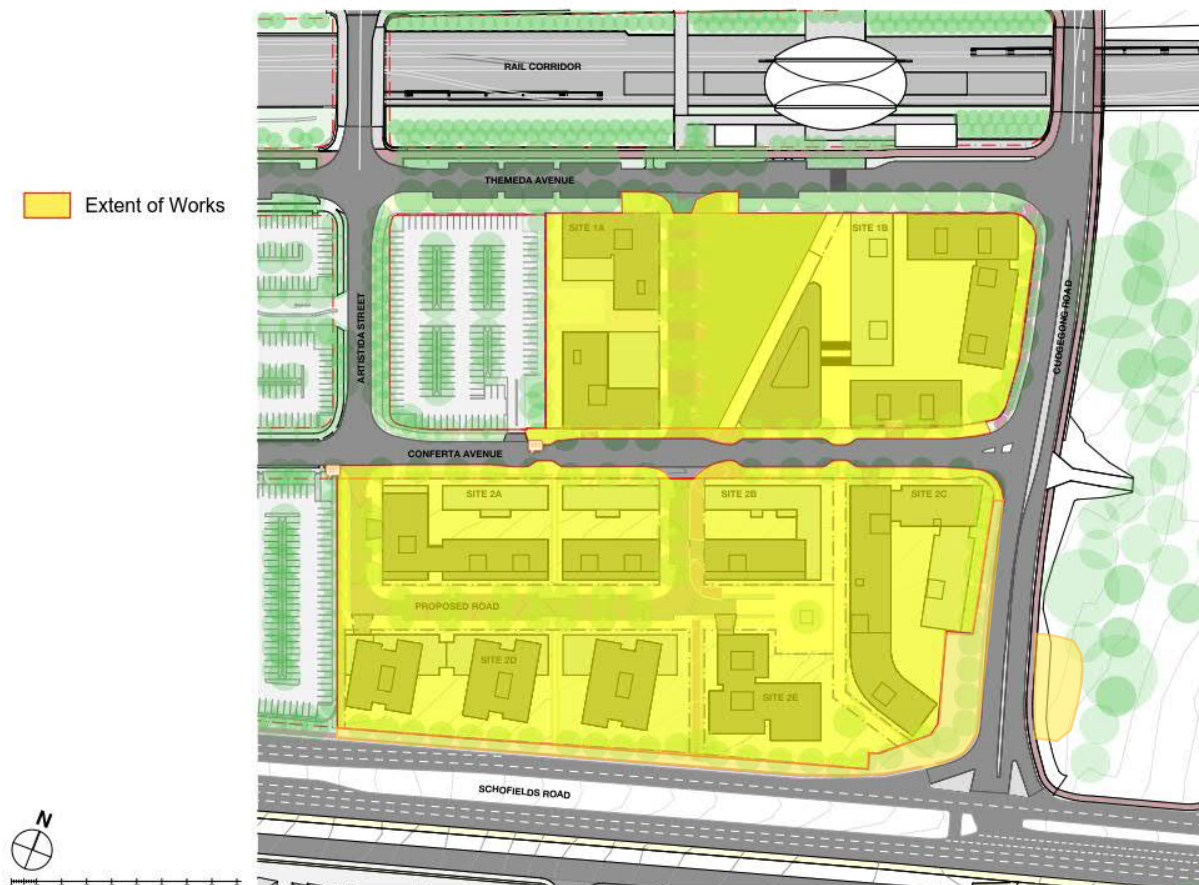 RAIL CORRIDOR
THEMEDA AVENUE
Extent of Works
SITE 1A
SITE 1B
ARTISTIDA STREET
CUDGEGONG ROAD
CONFERTA AVENUE
SITE 2A
SITE 2B
SITE 2C
PROPOSED ROAD
SITE 2D
SITE 2E
SCHOFIELDS ROAD
N